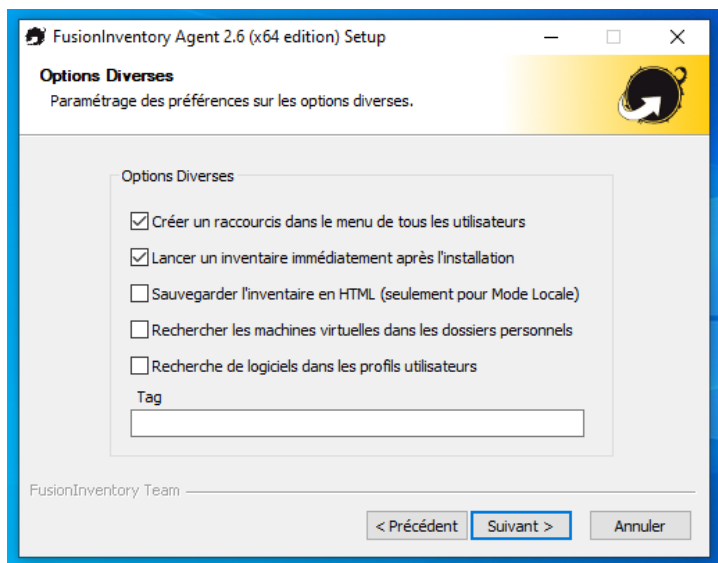 FusionInventory Agent 2.6 (x64 edition) Setup
Options Diverses
Paramétrage des préférences sur les options diverses.
Options Diverses
Créer un raccourcis dans le menu de tous les utilisateurs
Lancer un inventaire immédiatement après l'installation
Sauvegarder l'inventaire en HTML (seulement pour Mode Locale)
Rechercher les machines virtuelles dans les dossiers personnels
Recherche de logiciels dans les profils utilisateurs
Tag
FusionInventory Team
< Précédent Suivant > Annuler